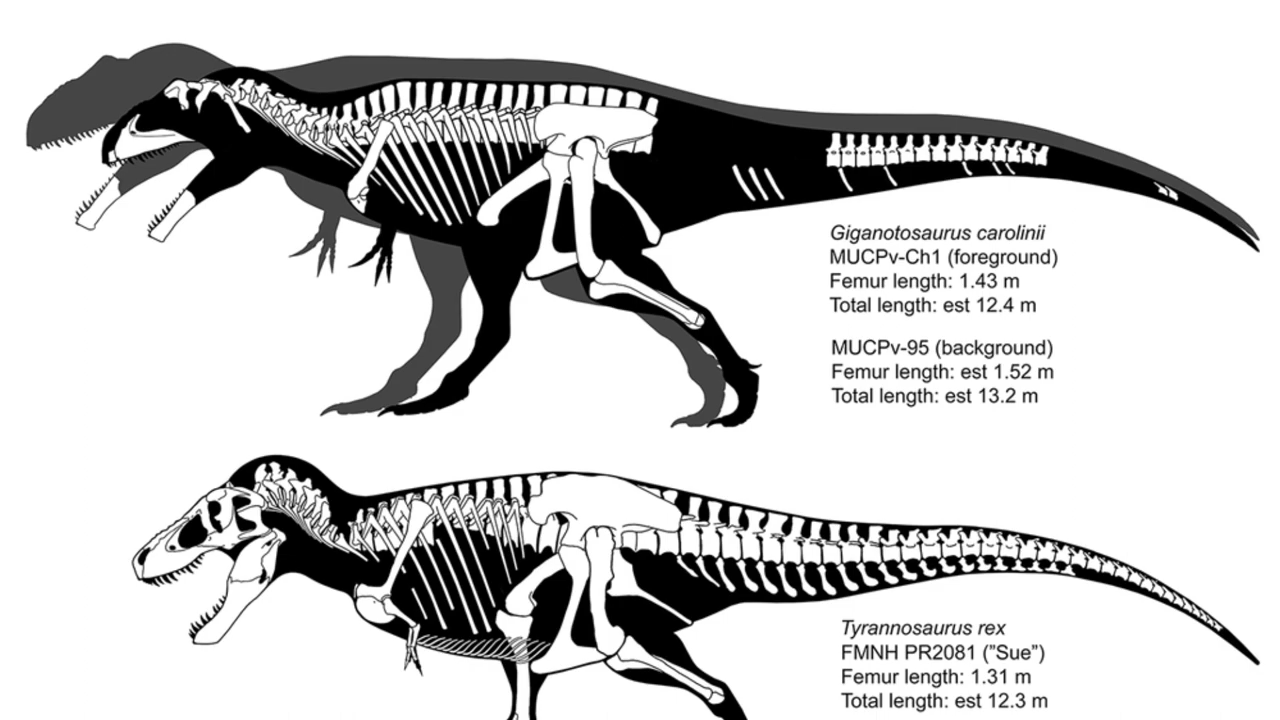 Giganotosaurus carolinii
MUCPv-Ch1 (foreground)
Femur length: 1.43 m
Total length: est 12.4 m
MUCPv-95 (background)
Femur length: est 1.52 m
Total length: est 13.2 m
Tyrannosaurus rex
FMNH PR2081 (”Sue”)
Femur length: 1.31 m
Total length: est 12.3 m